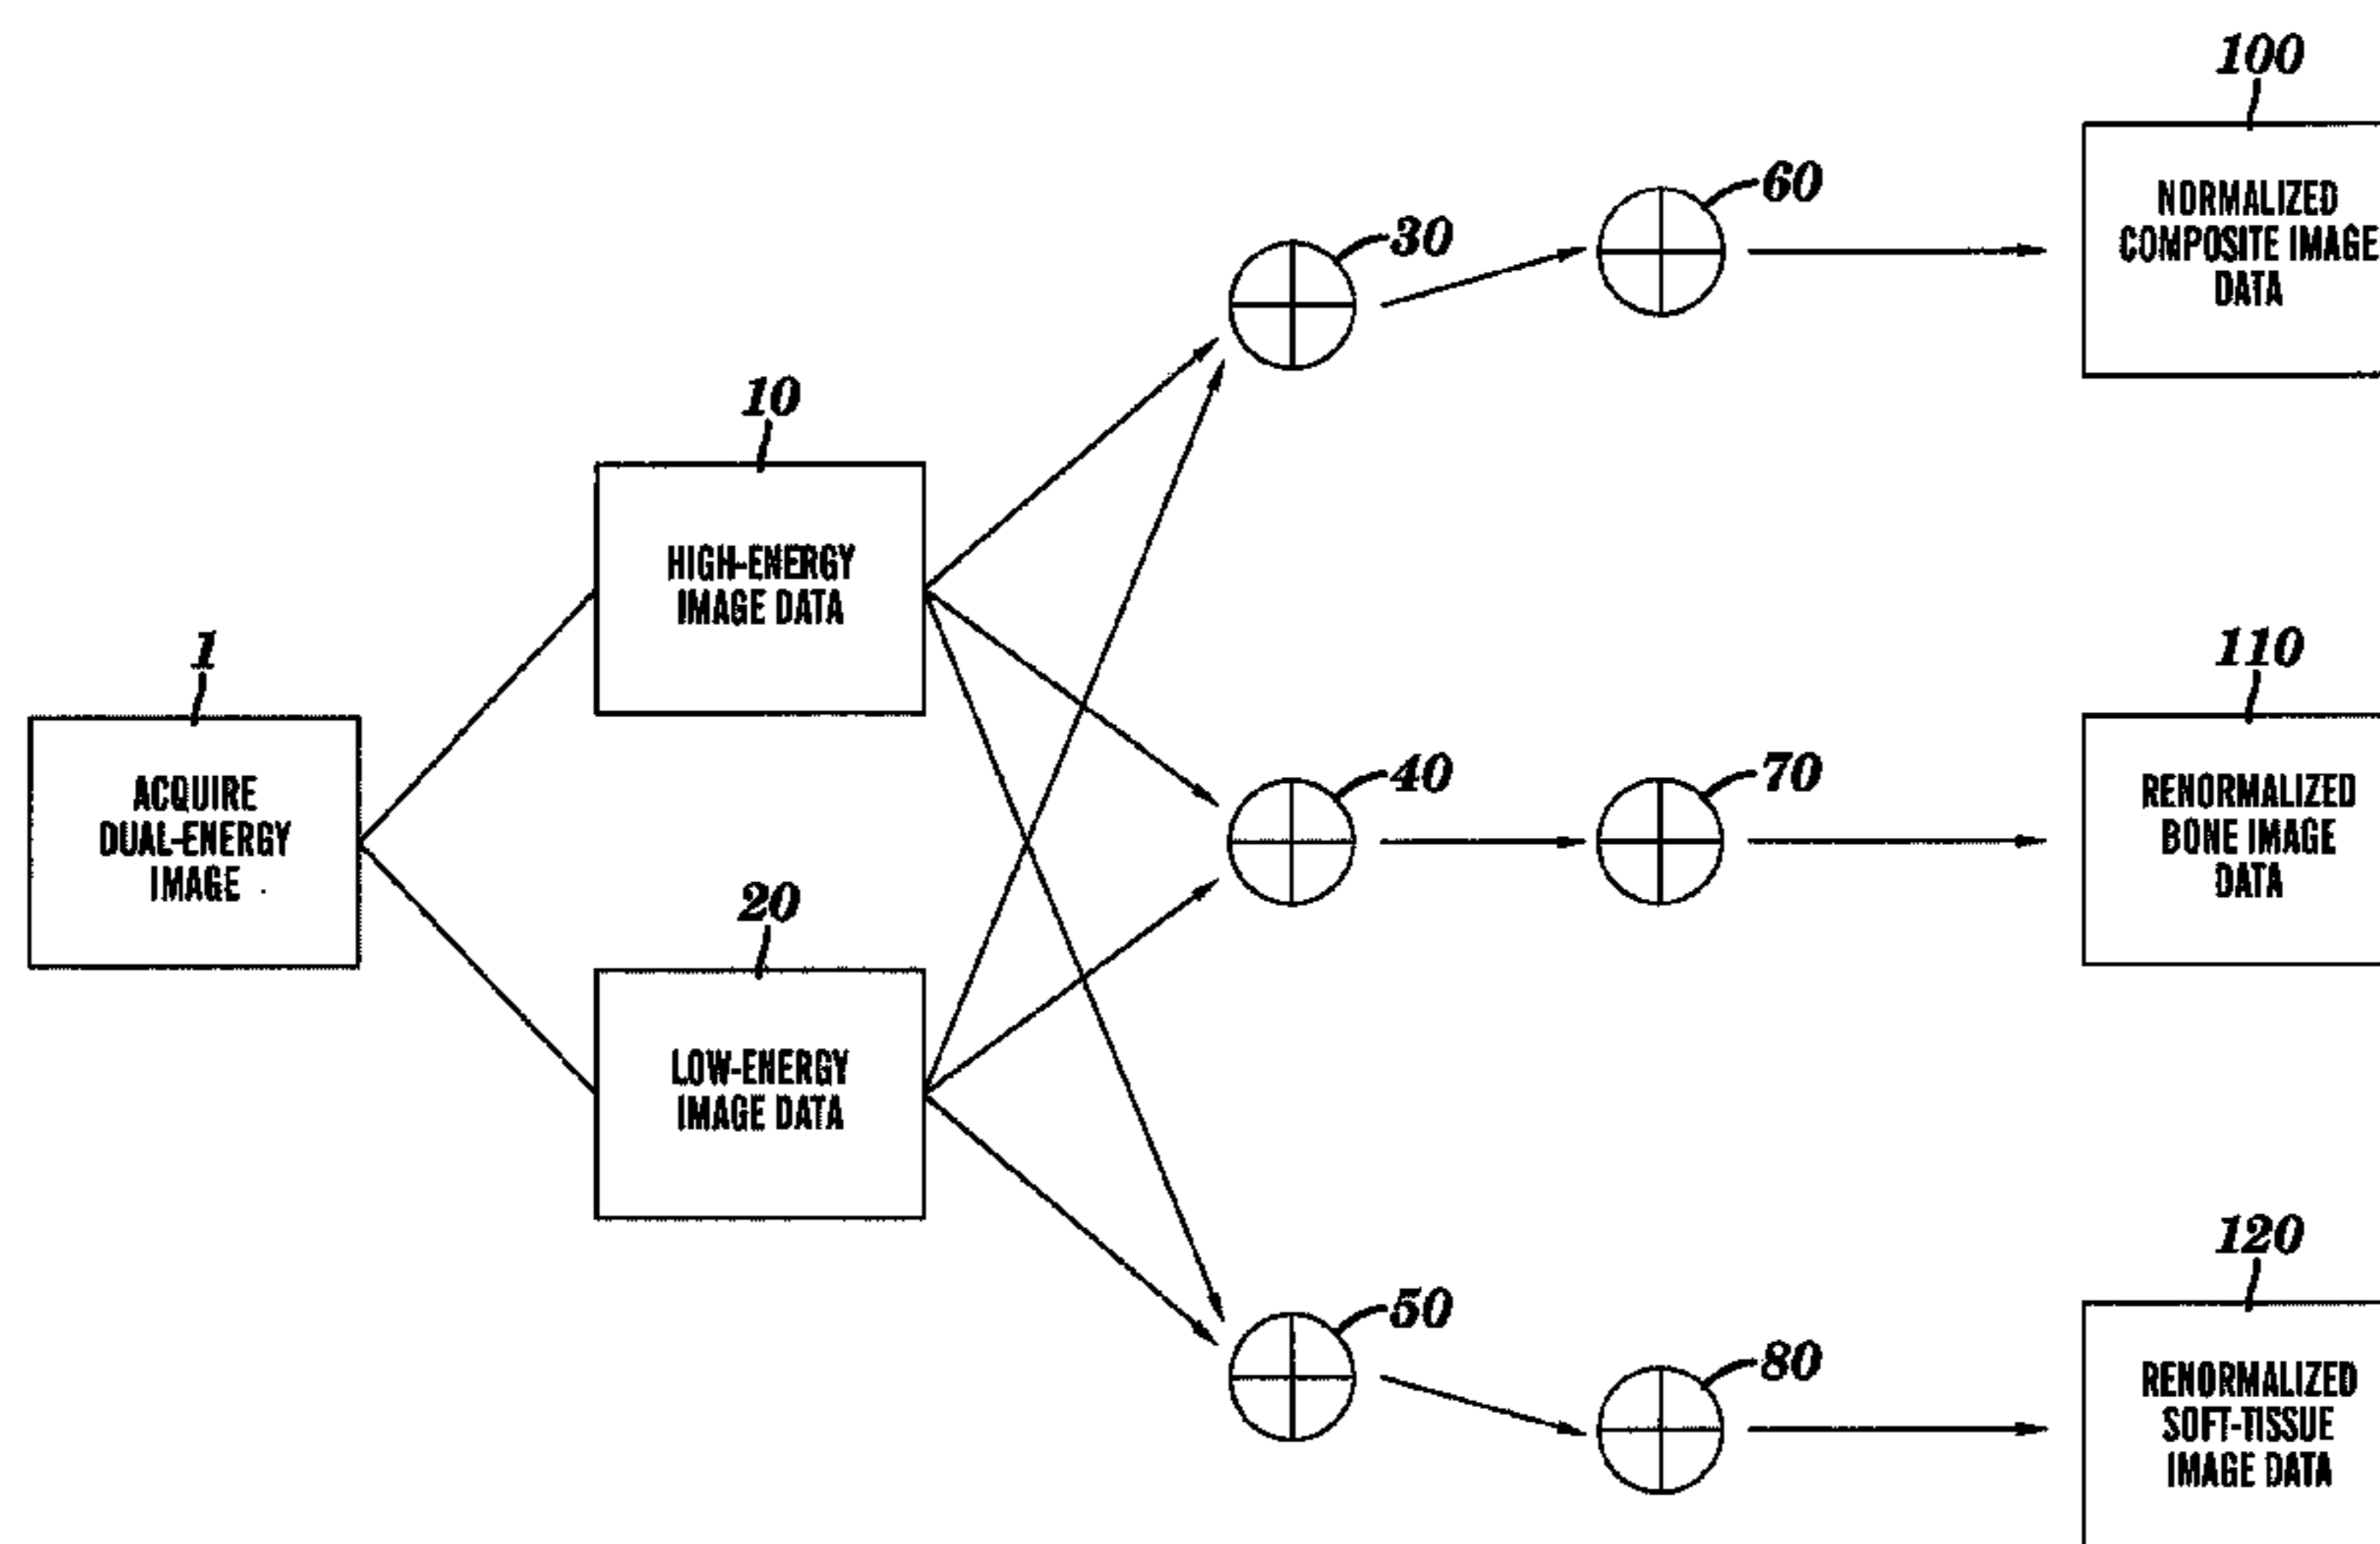 100
NORMALIZED
COMPOSITE IMAGE
DATA
60
30
10
HIGH-ENERGY
IMAGE DATA
1
ACQUIRE
DUAL-ENERGY
IMAGE
110
RENORMALIZED
BONE IMAGE
DATA
40
70
20
LOW-ENERGY
IMAGE DATA
50
80
120
RENORMALIZED
SOFT-TISSUE
IMAGE DATA